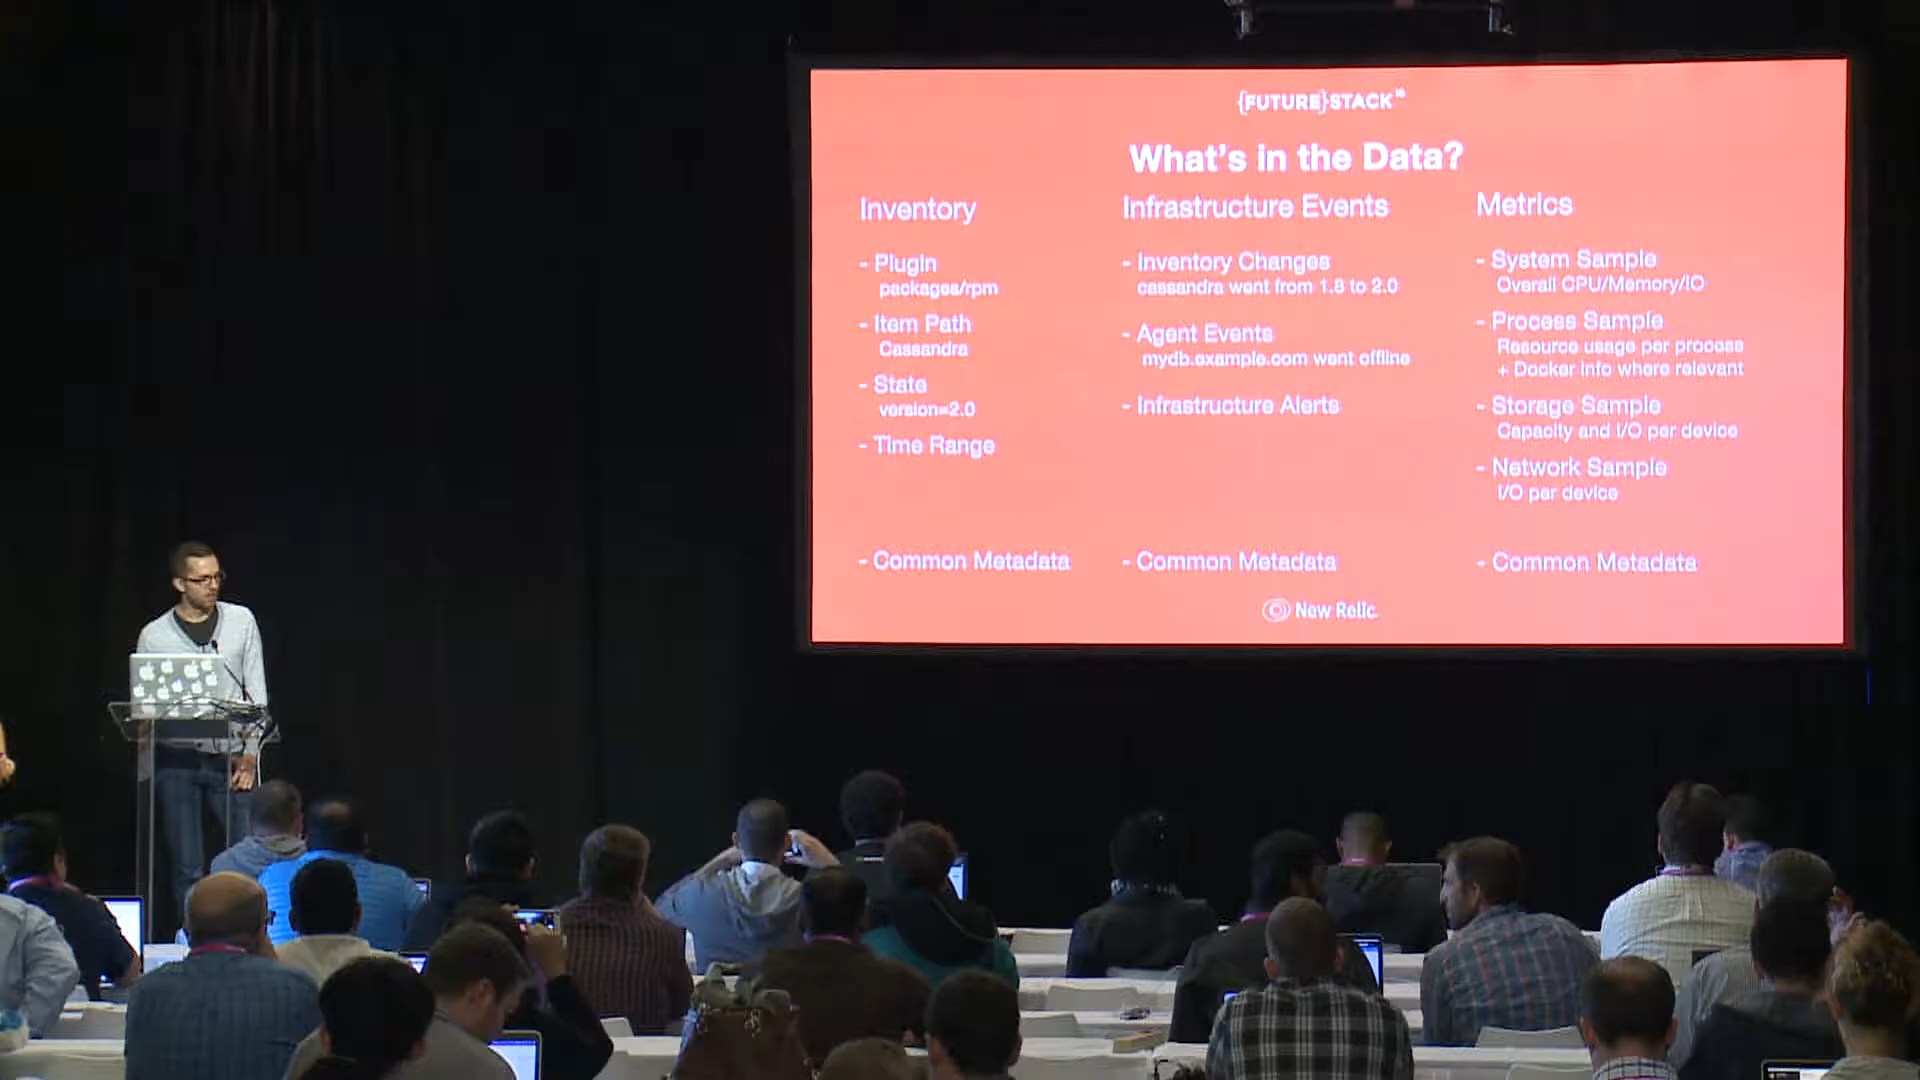 {FUTURE}STACK16
What's in the Data?
Inventory
- Plugin
packages/rpm
- Item Path
Cassandra
- State
version=2.0
- Time Range
- Common Metadata
Infrastructure Events
- Inventory Changes
cassandra went from 1.8 to 2.0
- Agent Events
mydb.example.com went offline
- Infrastructure Alerts
- Common Metadata
Metrics
- System Sample
Overall CPU/Memory/IO
- Process Sample
Resource usage per process
+ Docker info where relevant
- Storage Sample
Capacity and I/O per device
- Network Sample
I/O per device
- Common Metadata
New Relic.